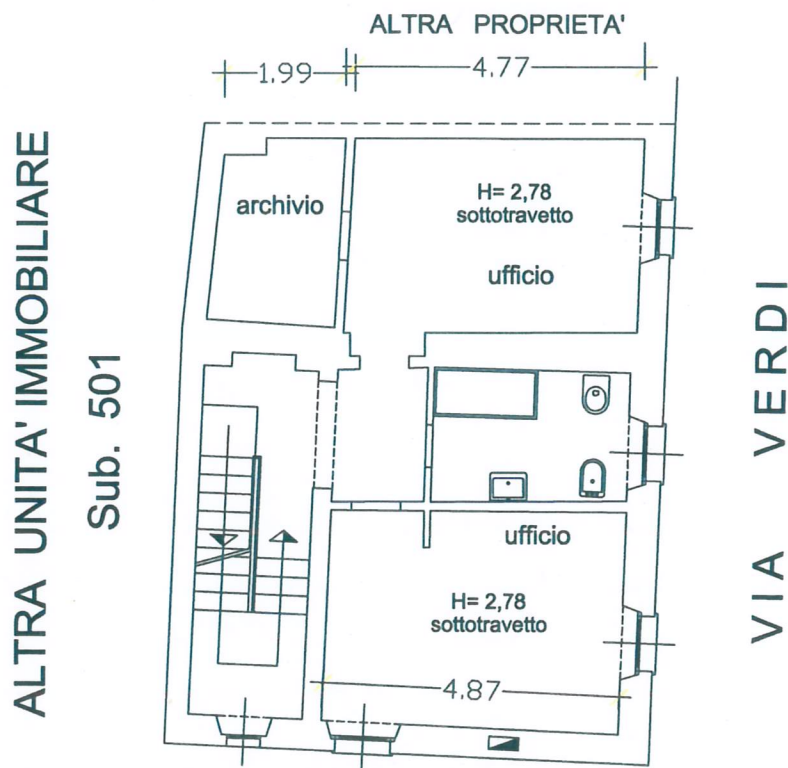 ALTRA PROPRIETA'
1.99
4.77
ALTRA UNITA' IMMOBILIARE
Sub. 501
archivio
H= 2,78
sottotravetto
ufficio
VIA VERDI
ufficio
H= 2,78
sottotravetto
4.87